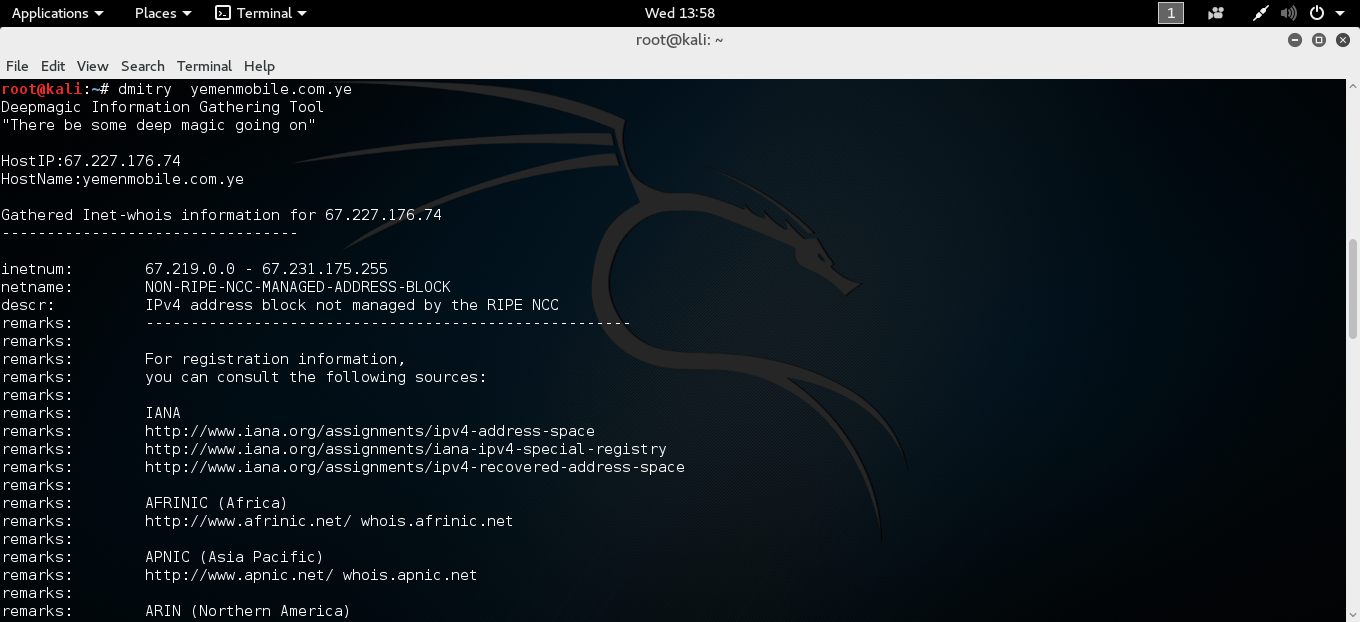 Applications Places Terminal Wed 13:58 1
root@kali: ~
File Edit View Search Terminal Help
root@kali:~# dmitry  yemenmobile.com.ye
Deepmagic Information Gathering Tool
"There be some deep magic going on"

HostIP:67.227.176.74
HostName:yemenmobile.com.ye

Gathered Inet-whois information for 67.227.176.74
---------------------------------

inetnum:        67.219.0.0 - 67.231.175.255
netname:        NON-RIPE-NCC-MANAGED-ADDRESS-BLOCK
descr:          IPv4 address block not managed by the RIPE NCC
remarks:        ------------------------------------------------------
remarks:
remarks:        For registration information,
remarks:        you can consult the following sources:
remarks:
remarks:        IANA
remarks:        http://www.iana.org/assignments/ipv4-address-space
remarks:        http://www.iana.org/assignments/iana-ipv4-special-registry
remarks:        http://www.iana.org/assignments/ipv4-recovered-address-space
remarks:
remarks:        AFRINIC (Africa)
remarks:        http://www.afrinic.net/ whois.afrinic.net
remarks:
remarks:        APNIC (Asia Pacific)
remarks:        http://www.apnic.net/ whois.apnic.net
remarks:
remarks:        ARIN (Northern America)